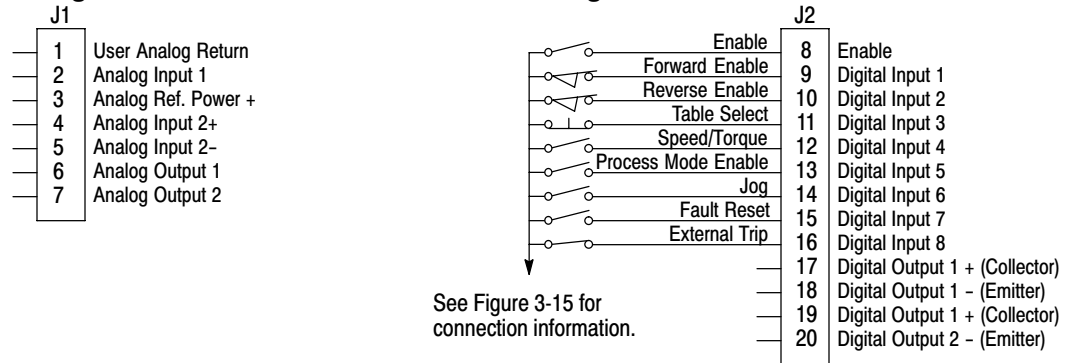 J1
1 User Analog Return
2 Analog Input 1
3 Analog Ref. Power +
4 Analog Input 2+
5 Analog Input 2-
6 Analog Output 1
7 Analog Output 2
J2
Enable 8 Enable
Forward Enable 9 Digital Input 1
Reverse Enable 10 Digital Input 2
Table Select 11 Digital Input 3
Speed/Torque 12 Digital Input 4
Process Mode Enable 13 Digital Input 5
Jog 14 Digital Input 6
Fault Reset 15 Digital Input 7
External Trip 16 Digital Input 8
17 Digital Output 1 + (Collector)
18 Digital Output 1 - (Emitter)
19 Digital Output 1 + (Collector)
20 Digital Output 2 - (Emitter)
See Figure 3-15 for
connection information.